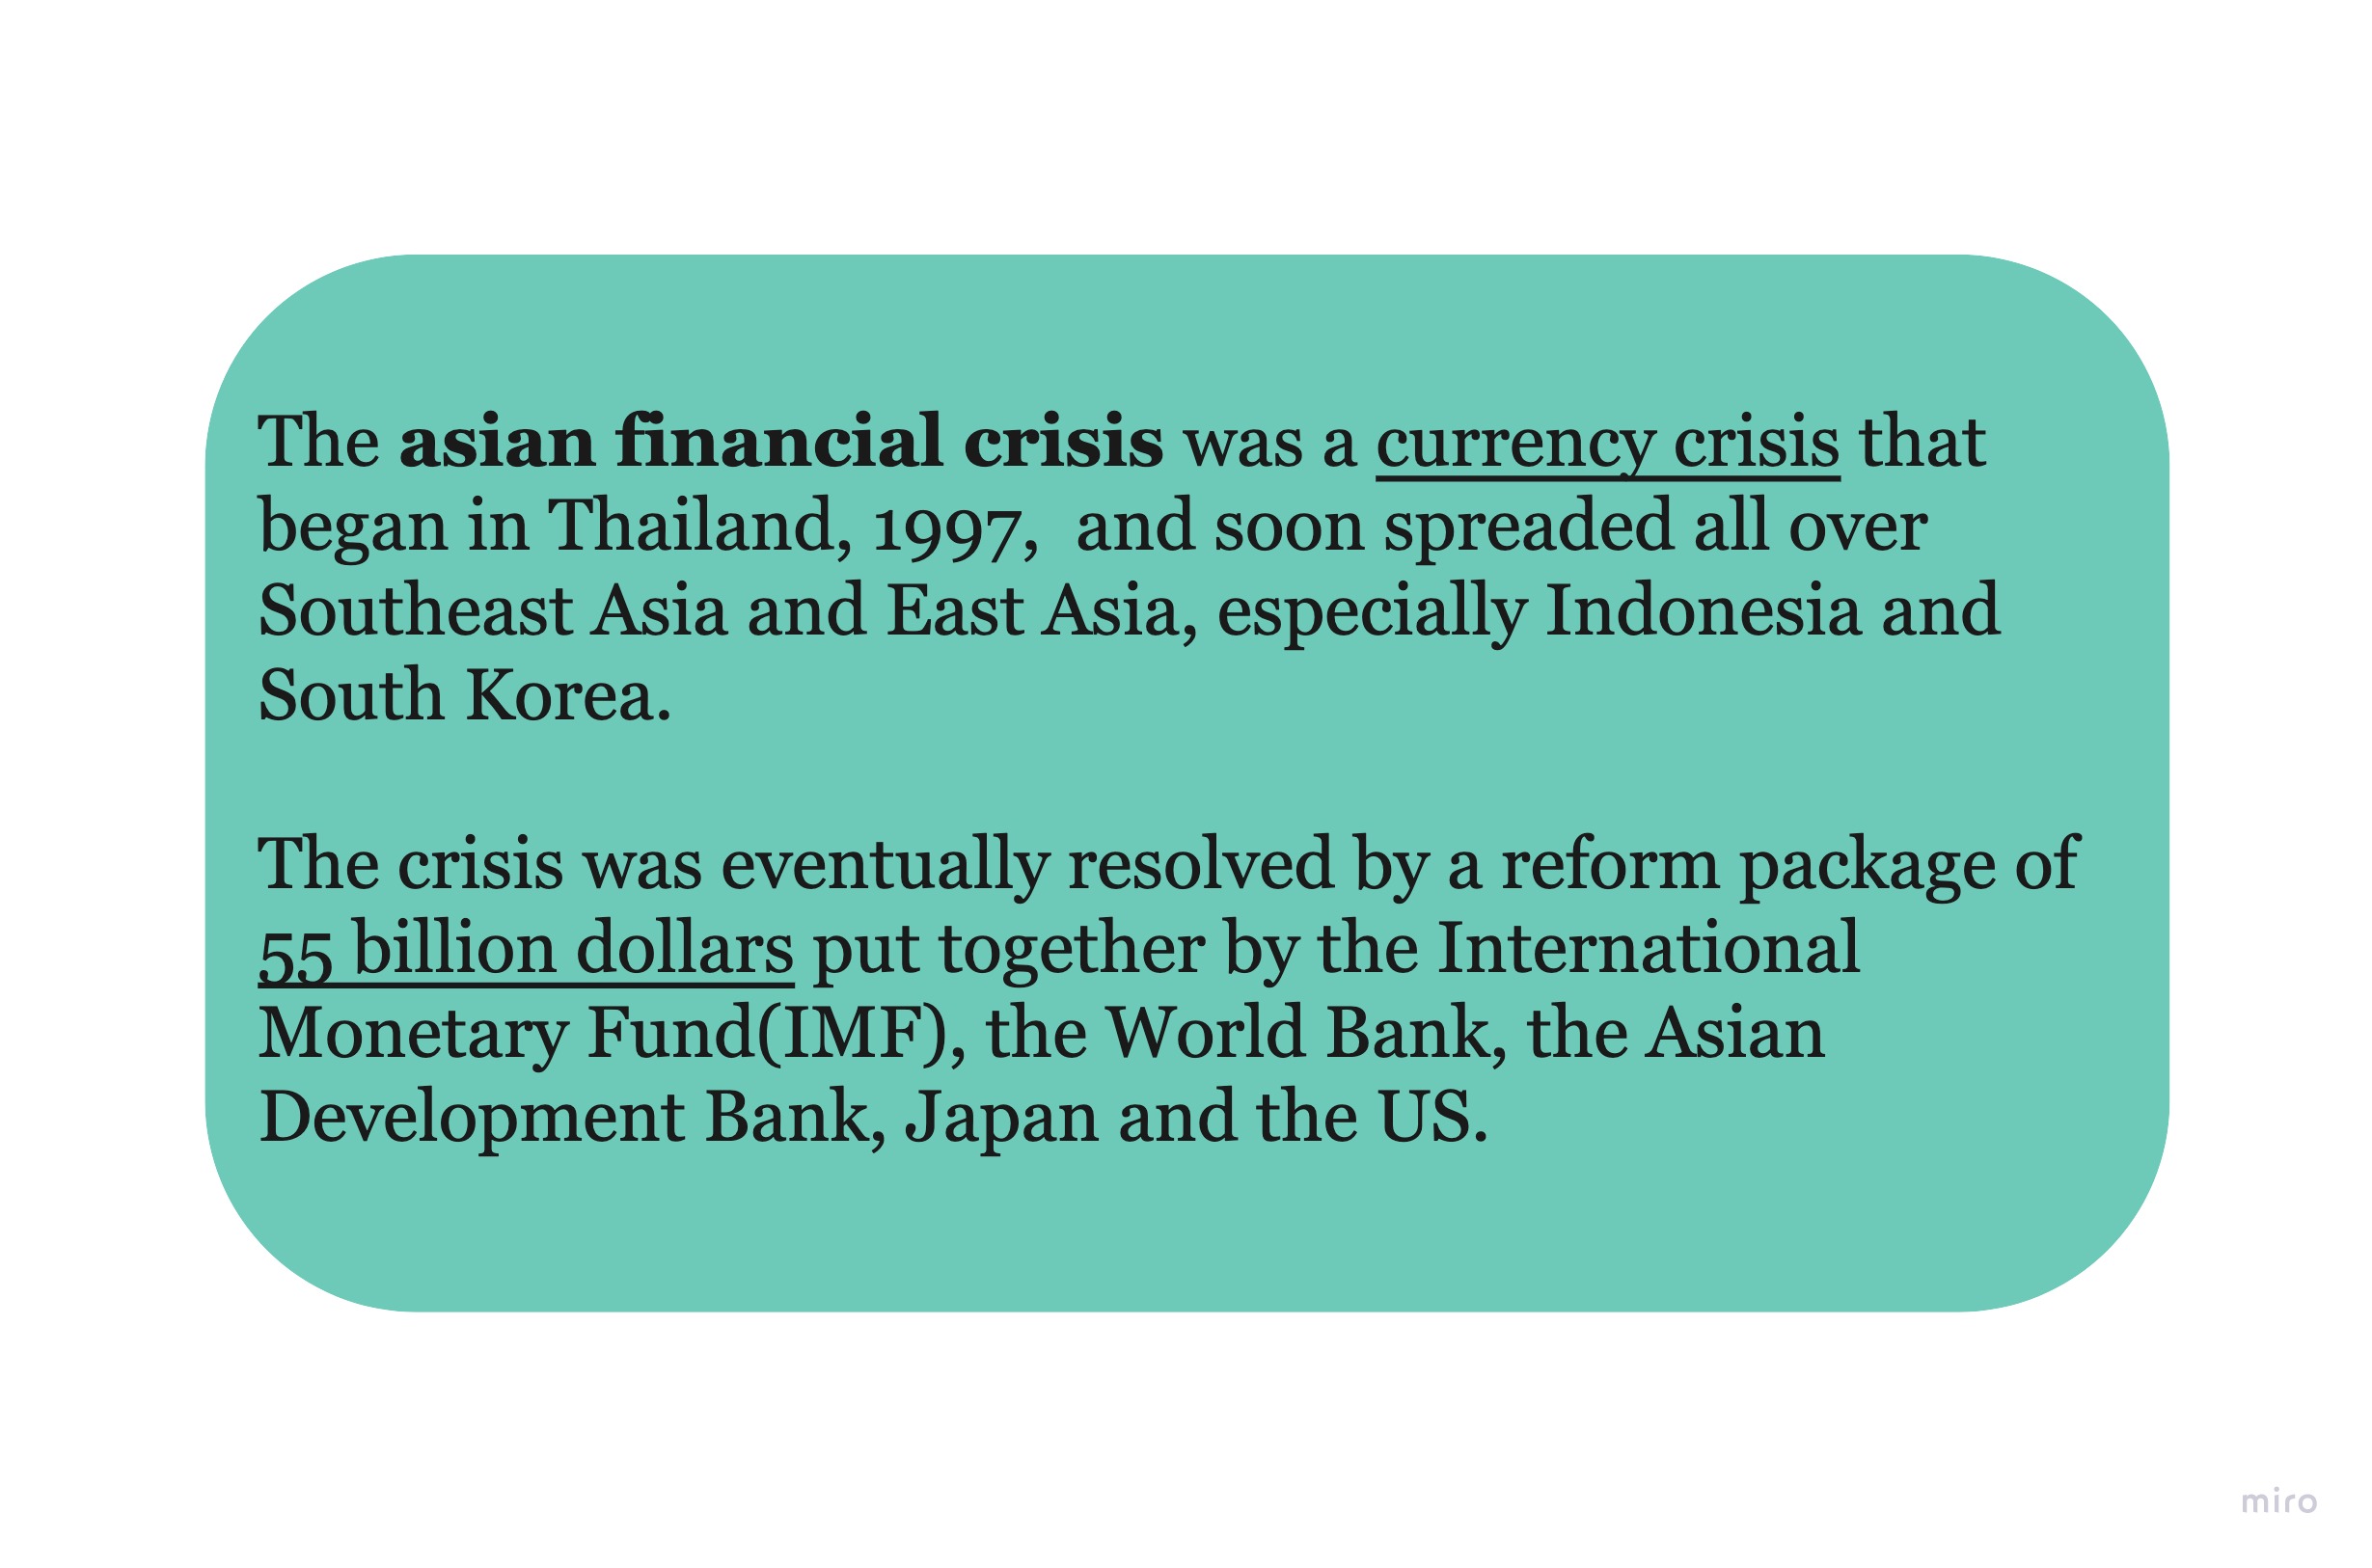 The asian financial crisis was a currency crisis that
began in Thailand, 1997,  and soon spreaded all over
Southeast Asia and East Asia, especially Indonesia and
South Korea.
The crisis was eventually resolved by a reform package of
55 billion dollars put together by the International
Monetary Fund(IMF), the World Bank, the Asian
Development Bank, Japan and the US.
miro